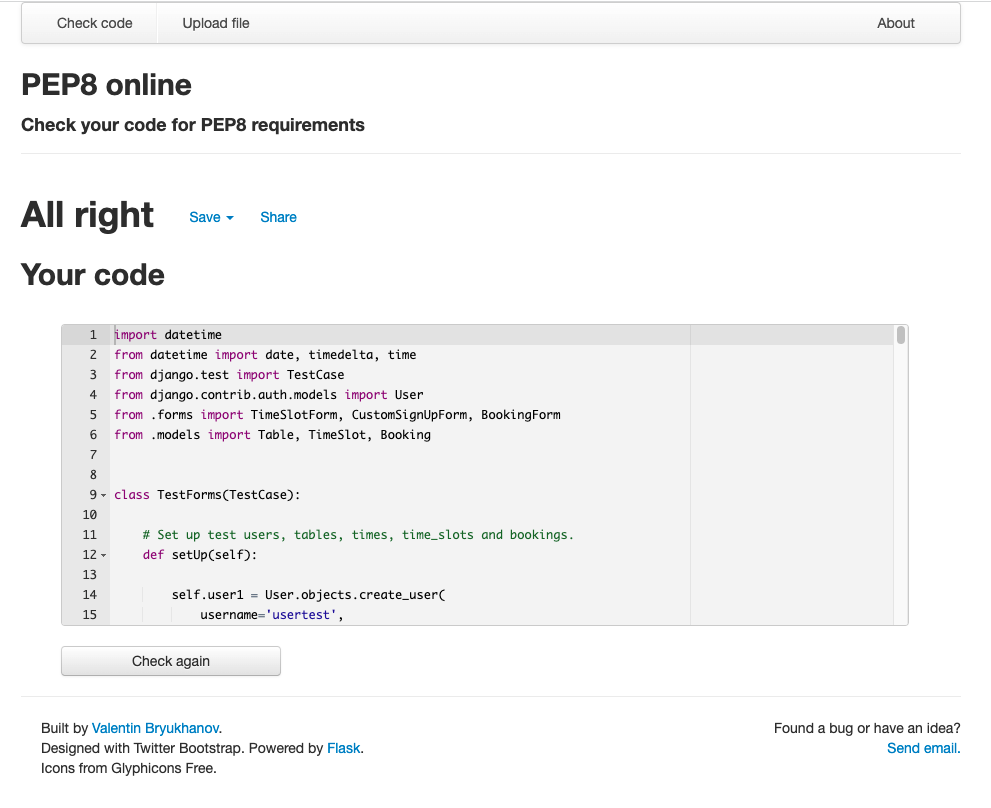 Check code Upload file About
PEP8 online
Check your code for PEP8 requirements
All right Save Share
Your code
1 import datetime
2 from datetime import date, timedelta, time
3 from django.test import TestCase
4 from django.contrib.auth.models import User
5 from .forms import TimeSlotForm, CustomSignUpForm, BookingForm
6 from .models import Table, TimeSlot, Booking
7
8
9 class TestForms(TestCase):
10
11     # Set up test users, tables, times, time_slots and bookings.
12     def setUp(self):
13
14         self.user1 = User.objects.create_user(
15             username='usertest',
Check again
Built by Valentin Bryukhanov. Found a bug or have an idea?
Designed with Twitter Bootstrap. Powered by Flask. Send email.
Icons from Glyphicons Free.